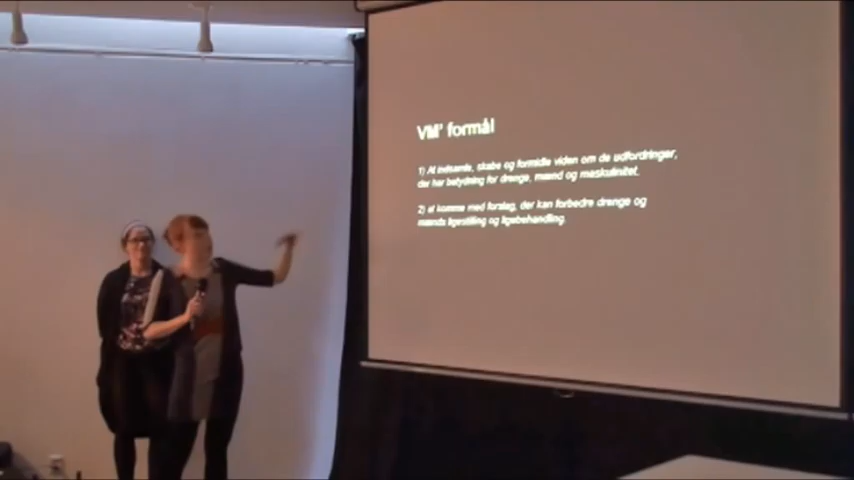 VM' formål
1) At indsamle, skabe og formidle viden om de udfordringer,
der har betydning for drenge, mænd og maskulinitet.
2) at komme med forslag, der kan forbedre drenge og
mænds ligestilling og ligebehandling.